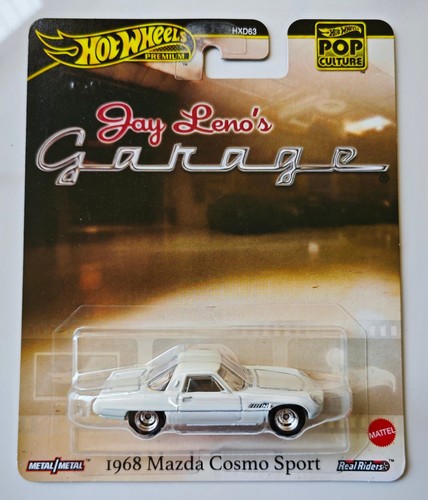 Hot Wheels
PREMIUM
HXD63
Hot Wheels
POP
CULTURE
Jay Leno's
Garage
METAL/METAL
1968 Mazda Cosmo Sport
MATTEL
Real Riders